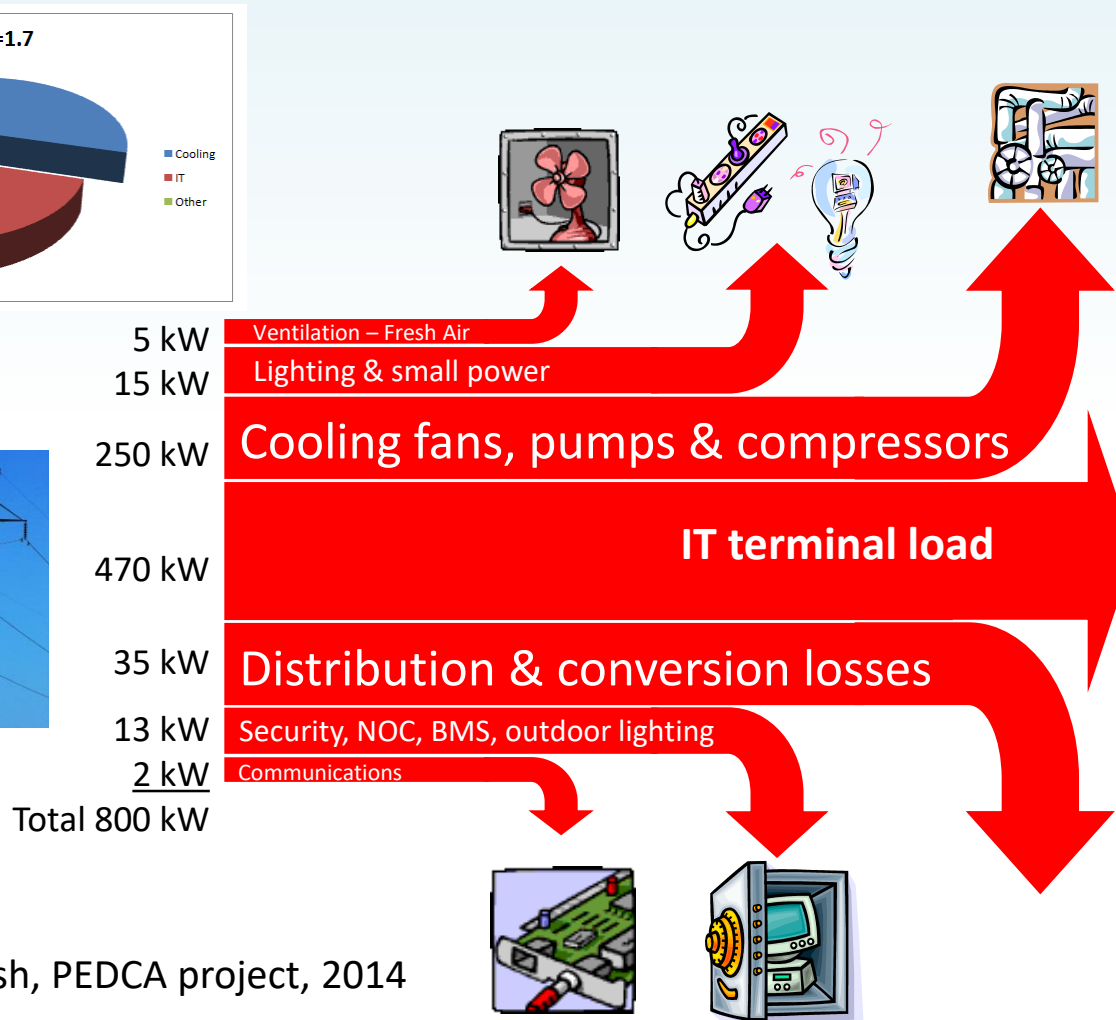 =1.7
Cooling
IT
Other
5 kW Ventilation – Fresh Air
15 kW Lighting & small power
250 kW Cooling fans, pumps & compressors
470 kW IT terminal load
35 kW Distribution & conversion losses
13 kW Security, NOC, BMS, outdoor lighting
2 kW Communications
Total 800 kW
sh, PEDCA project, 2014